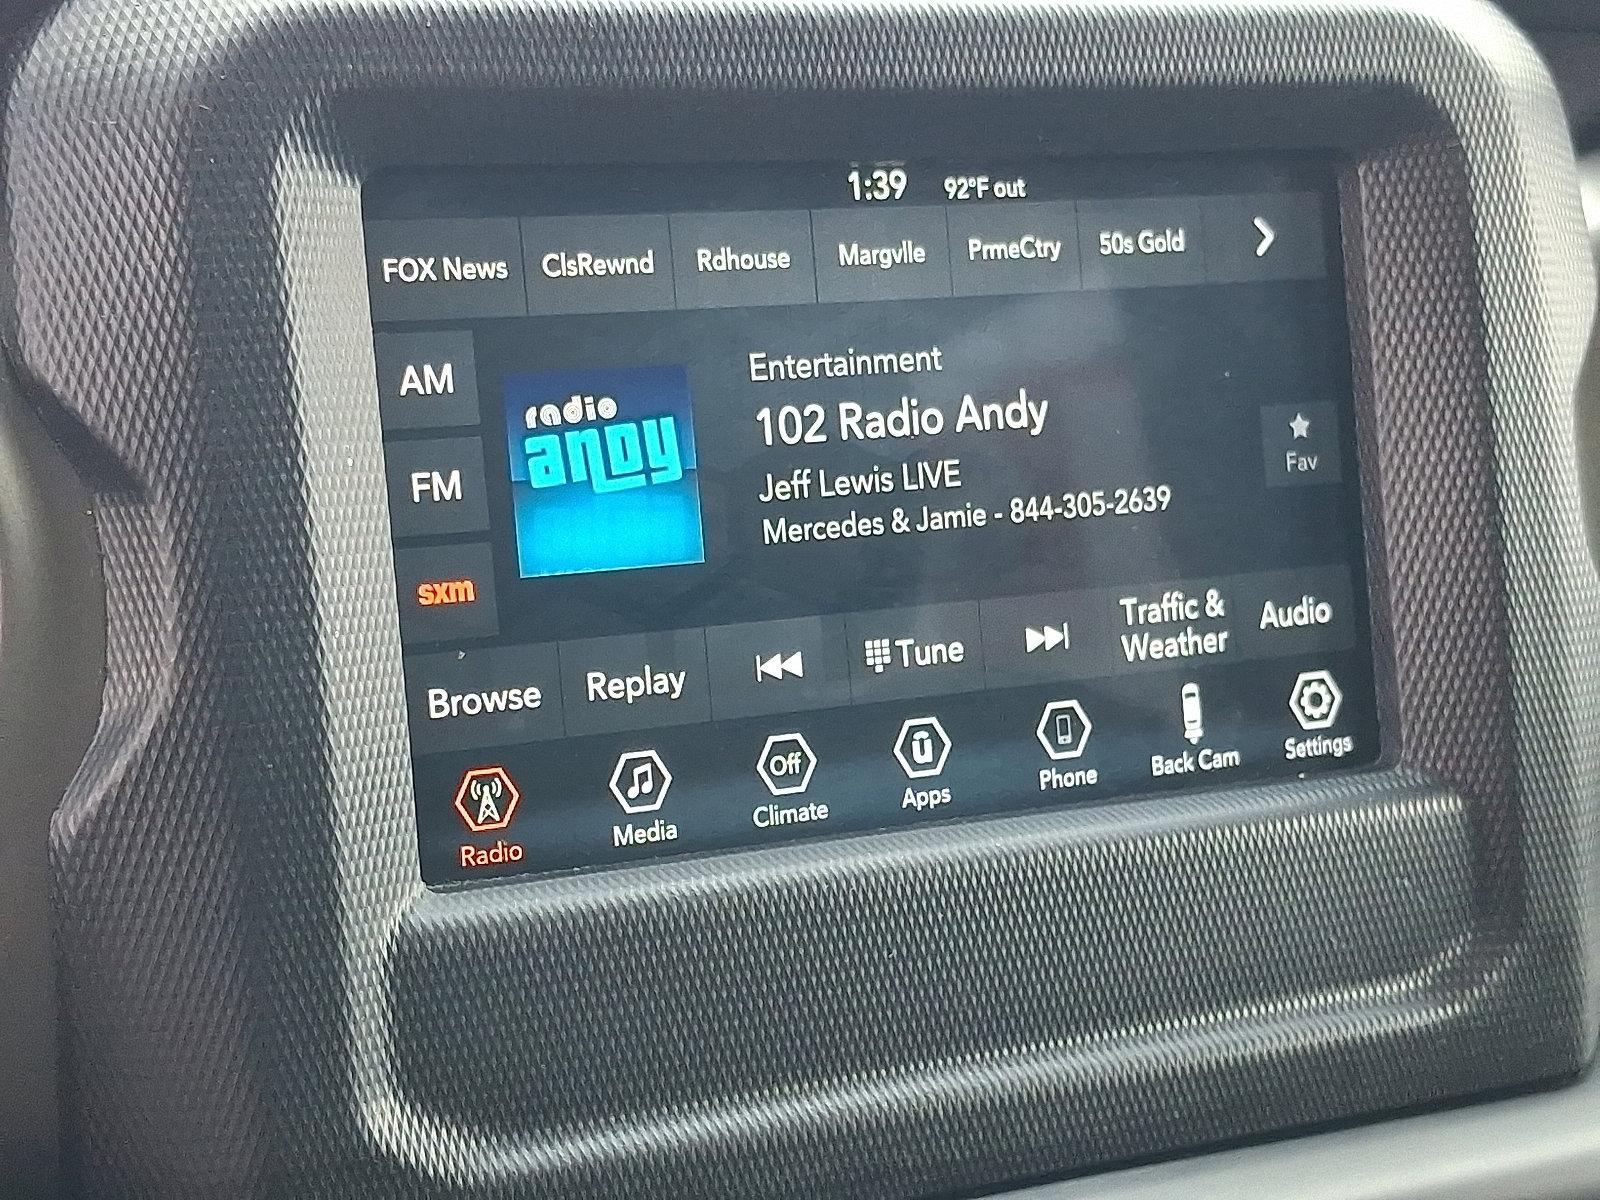 1:39 92°F out
FOX News ClsRewnd Rdhouse Margvlle PrmeCtry 50s Gold
AM
FM
sxm
radio
andy
Entertainment
102 Radio Andy
Jeff Lewis LIVE
Mercedes & Jamie - 844-305-2639
Fav
Browse Replay Tune Traffic & Weather Audio
Off
Radio Media Climate Apps Phone Back Cam Settings